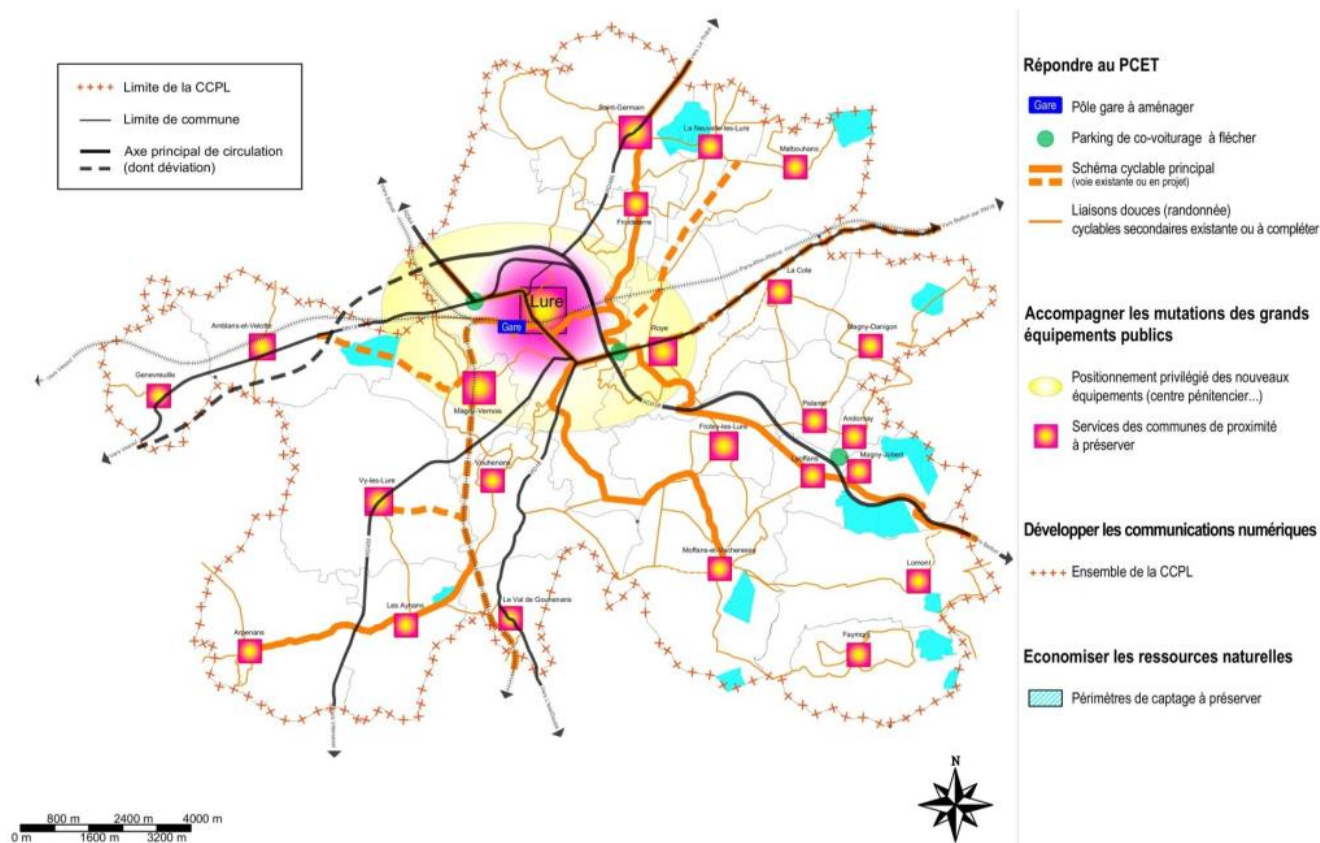 Limite de la CCPL
Limite de commune
Axe principal de circulation
(dont déviation)
Répondre au PCET
Gare
Pôle gare à aménager
Parking de co-voiturage à flécher
Schéma cyclable principal
(voie existante ou en projet)
Liaisons douces (randonnée)
cyclables secondaires existante ou à compléter
Accompagner les mutations des grands
équipements publics
Positionnement privilégié des nouveaux
équipements (centre pénitencier...)
Services des communes de proximité
à préserver
Développer les communications numériques
Ensemble de la CCPL
Economiser les ressources naturelles
Périmètres de captage à préserver
Saint-Germain
La Neuvelle-les-Lure
Malbouhans
Froideterre
La Cote
Lure
Gare
Roye
Amblans-et-Velotte
Magny-Danigon
Genevreuille
Magny-Vernois
Palante
Andornay
Frotey-les-Lure
Magny-Jobert
Lyoffans
Vouhenans
Vy-les-Lure
Moffans-et-Vacheresse
Lomont
Les Aynans
Le Val de Gouhenans
Arpenans
Faymont
N
800 m 2400 m 4000 m
0 m 1600 m 3200 m